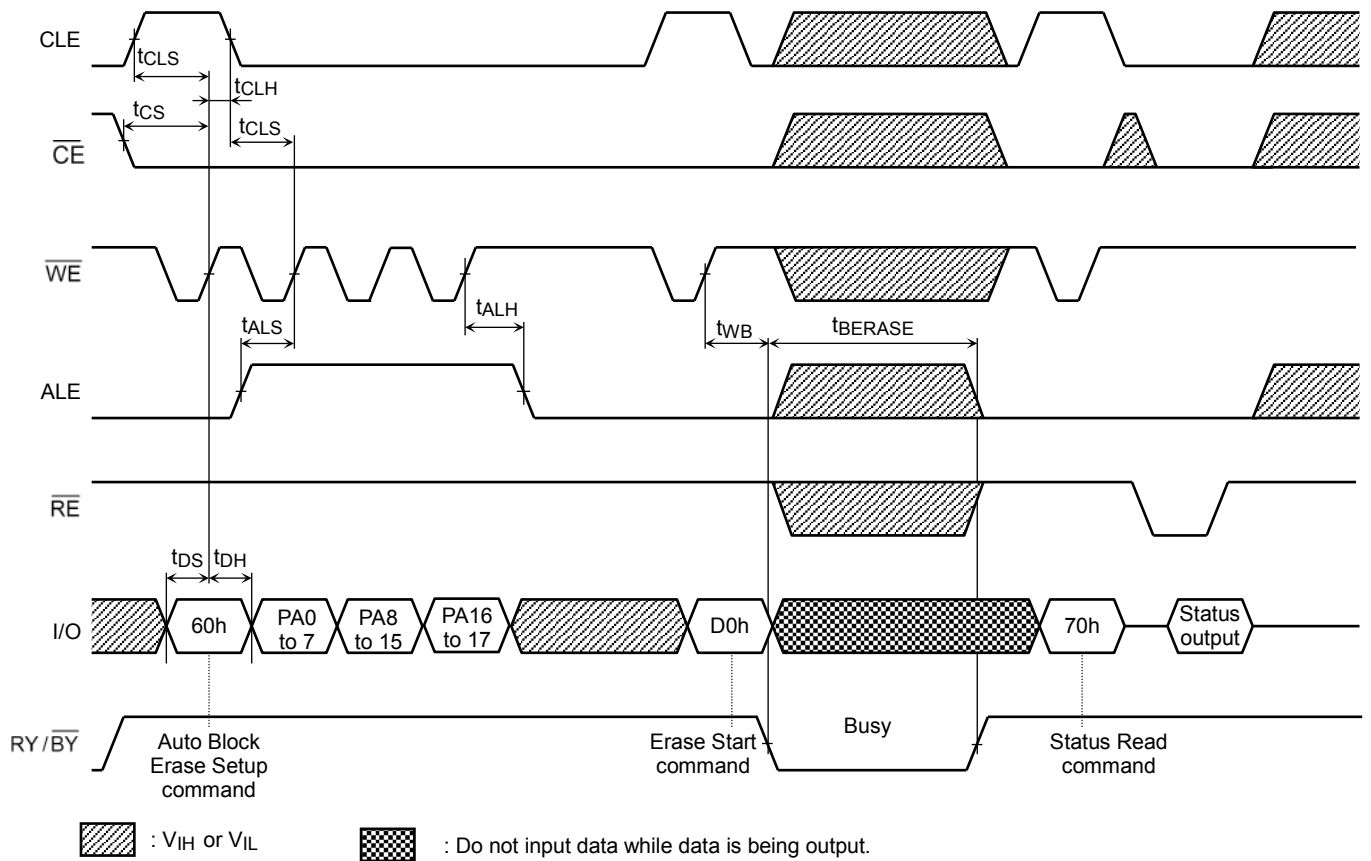 CLE
tCLS
tCLH
tCS
tCLS
CE
WE
tALS
tALH
tWB
tBERASE
ALE
RE
tDS
tDH
I/O
60h
PA0
to 7
PA8
to 15
PA16
to 17
D0h
70h
Status
output
RY/BY
Busy
Auto Block
Erase Setup
command
Erase Start
command
Status Read
command
: VIH or VIL
: Do not input data while data is being output.